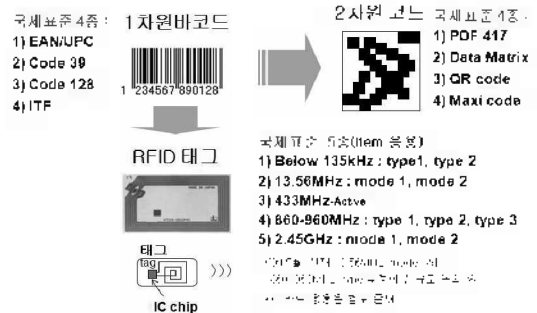 국제표준 4종 :
1) EAN/UPC
2) Code 39
3) Code 128
4) ITF
1차원바코드
1 234567 890128
2차원 코드
국제표준 4종 :
1) PDF 417
2) Data Matrix
3) QR code
4) Maxi code
RFID 태그
태그
tag
IC chip
국제표준 5종(Item 응용)
1) Below 135kHz : type1, type 2
2) 13.56MHz : mode 1, mode 2
3) 433MHz-Active
4) 860-960MHz : type 1, type 2, type 3
5) 2.45GHz : mode 1, mode 2